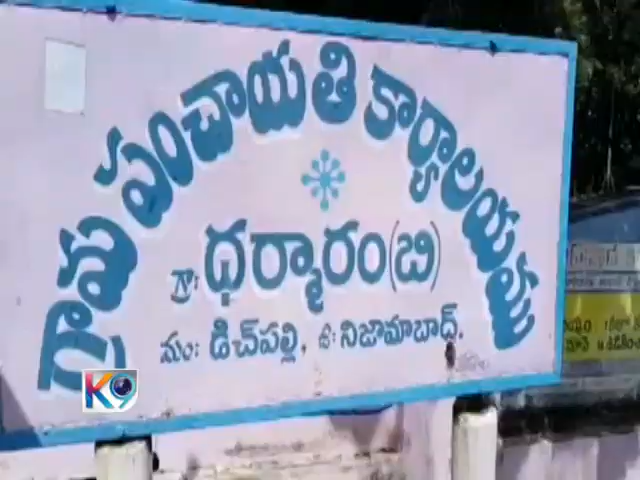 గ్రామ పంచాయతి కార్యాలయము
గ్రా: ధర్మారం(బి)
మం: డిచ్‌పల్లి, జి: నిజామాబాద్.
K9